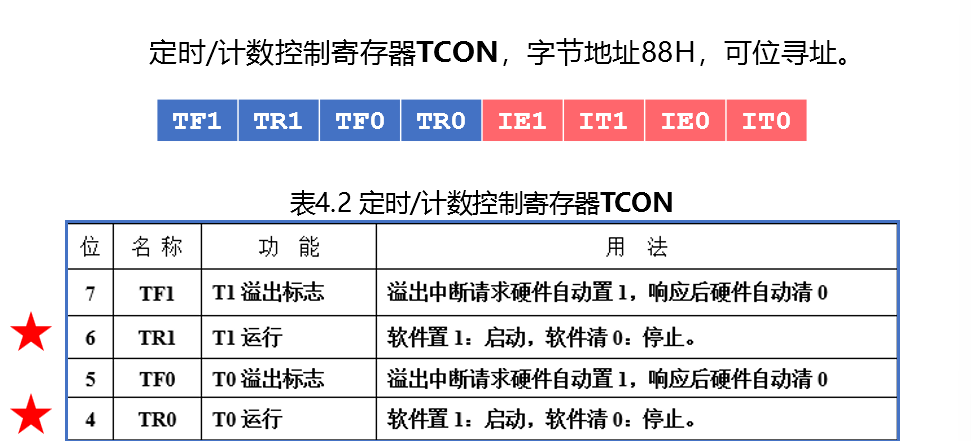 定时/计数控制寄存器TCON，字节地址88H，可位寻址。
TF1 TR1 TF0 TR0 IE1 IT1 IE0 IT0
表4.2 定时/计数控制寄存器TCON
位 名 称 功 能 用 法
7 TF1 T1 溢出标志 溢出中断请求硬件自动置 1，响应后硬件自动清 0
6 TR1 T1 运行 软件置 1：启动，软件清 0：停止。
5 TF0 T0 溢出标志 溢出中断请求硬件自动置 1，响应后硬件自动清 0
4 TR0 T0 运行 软件置 1：启动，软件清 0：停止。